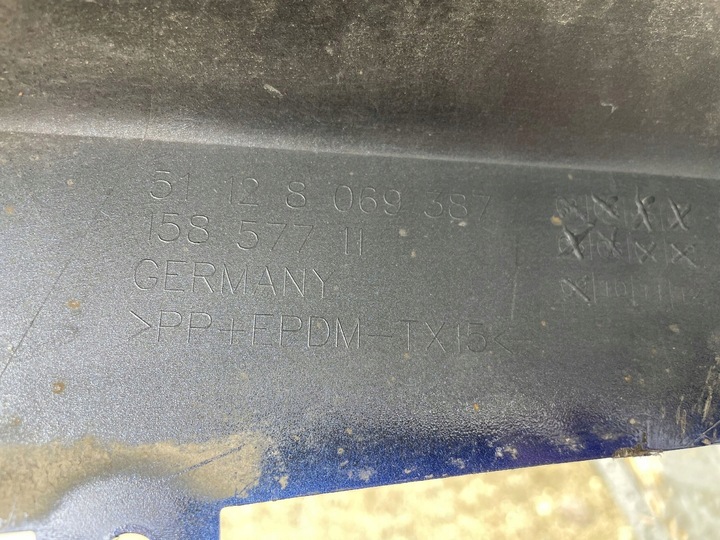 51 12 8 069 387
158 577 11
GERMANY
>PP+EPDM-TX15<